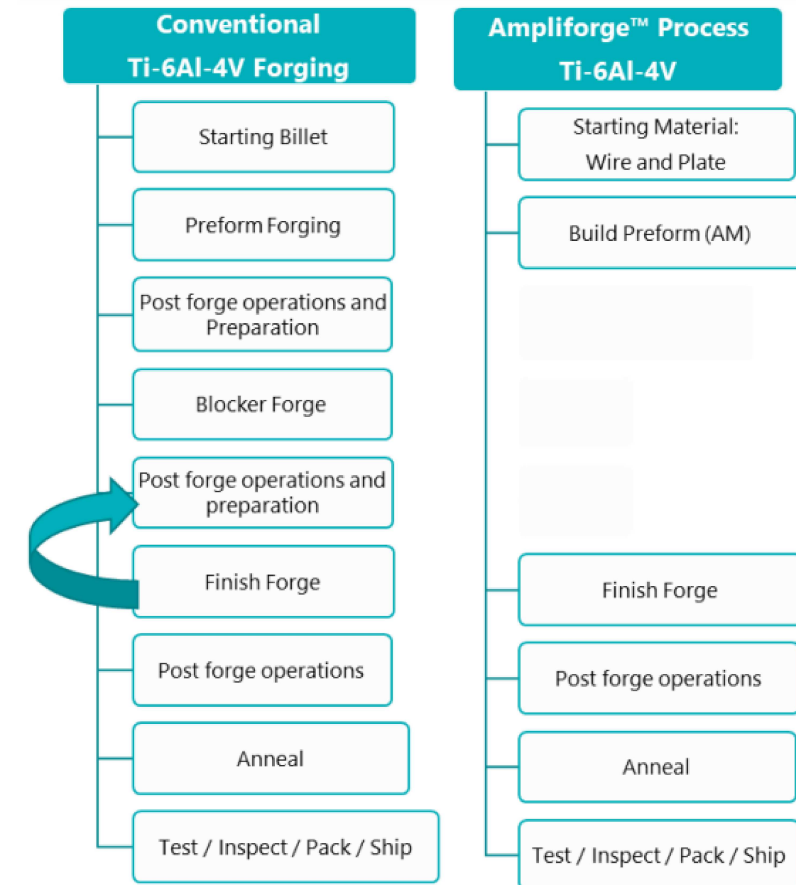 Conventional
Ti-6Al-4V Forging
Starting Billet
Preform Forging
Post forge operations and
Preparation
Blocker Forge
Post forge operations and
preparation
Finish Forge
Post forge operations
Anneal
Test / Inspect / Pack / Ship
Ampliforge™ Process
Ti-6Al-4V
Starting Material:
Wire and Plate
Build Preform (AM)
Finish Forge
Post forge operations
Anneal
Test / Inspect / Pack / Ship